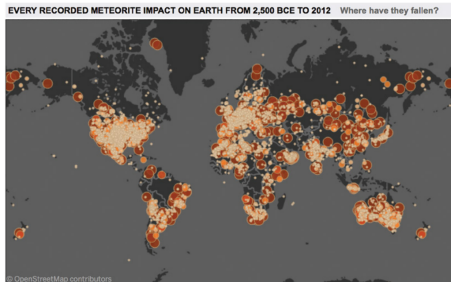 EVERY RECORDED METEORITE IMPACT ON EARTH FROM 2,500 BCE TO 2012 Where have they fallen?
© OpenStreetMap contributors